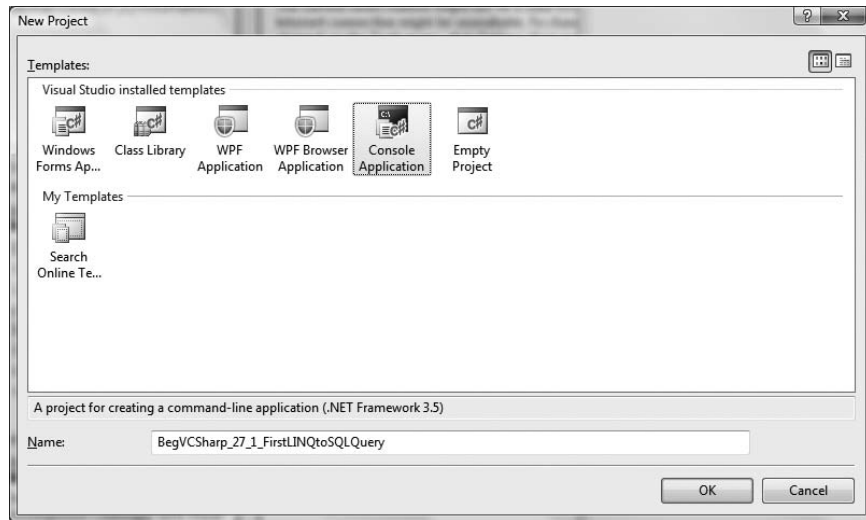 New Project
Templates:
Visual Studio installed templates
Windows Forms Ap...
Class Library
WPF Application
WPF Browser Application
Console Application
Empty Project
My Templates
Search Online Te...
A project for creating a command-line application (.NET Framework 3.5)
Name:
BegVCSharp_27_1_FirstLINQtoSQLQuery
OK
Cancel